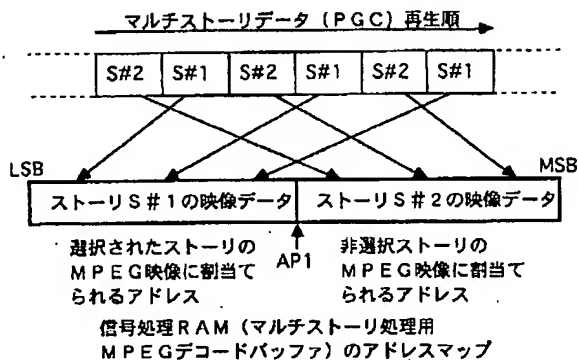 マルチストーリデータ（PGC）再生順
S#2 S#1 S#2 S#1 S#2 S#1
LSB MSB
ストーリS＃1の映像データ ストーリS＃2の映像データ
選択されたストーリの
MPEG映像に割当て
られるアドレス
AP1
非選択ストーリの
MPEG映像に割当て
られるアドレス
信号処理RAM（マルチストーリ処理用
MPEGデコードバッファ）のアドレスマップ